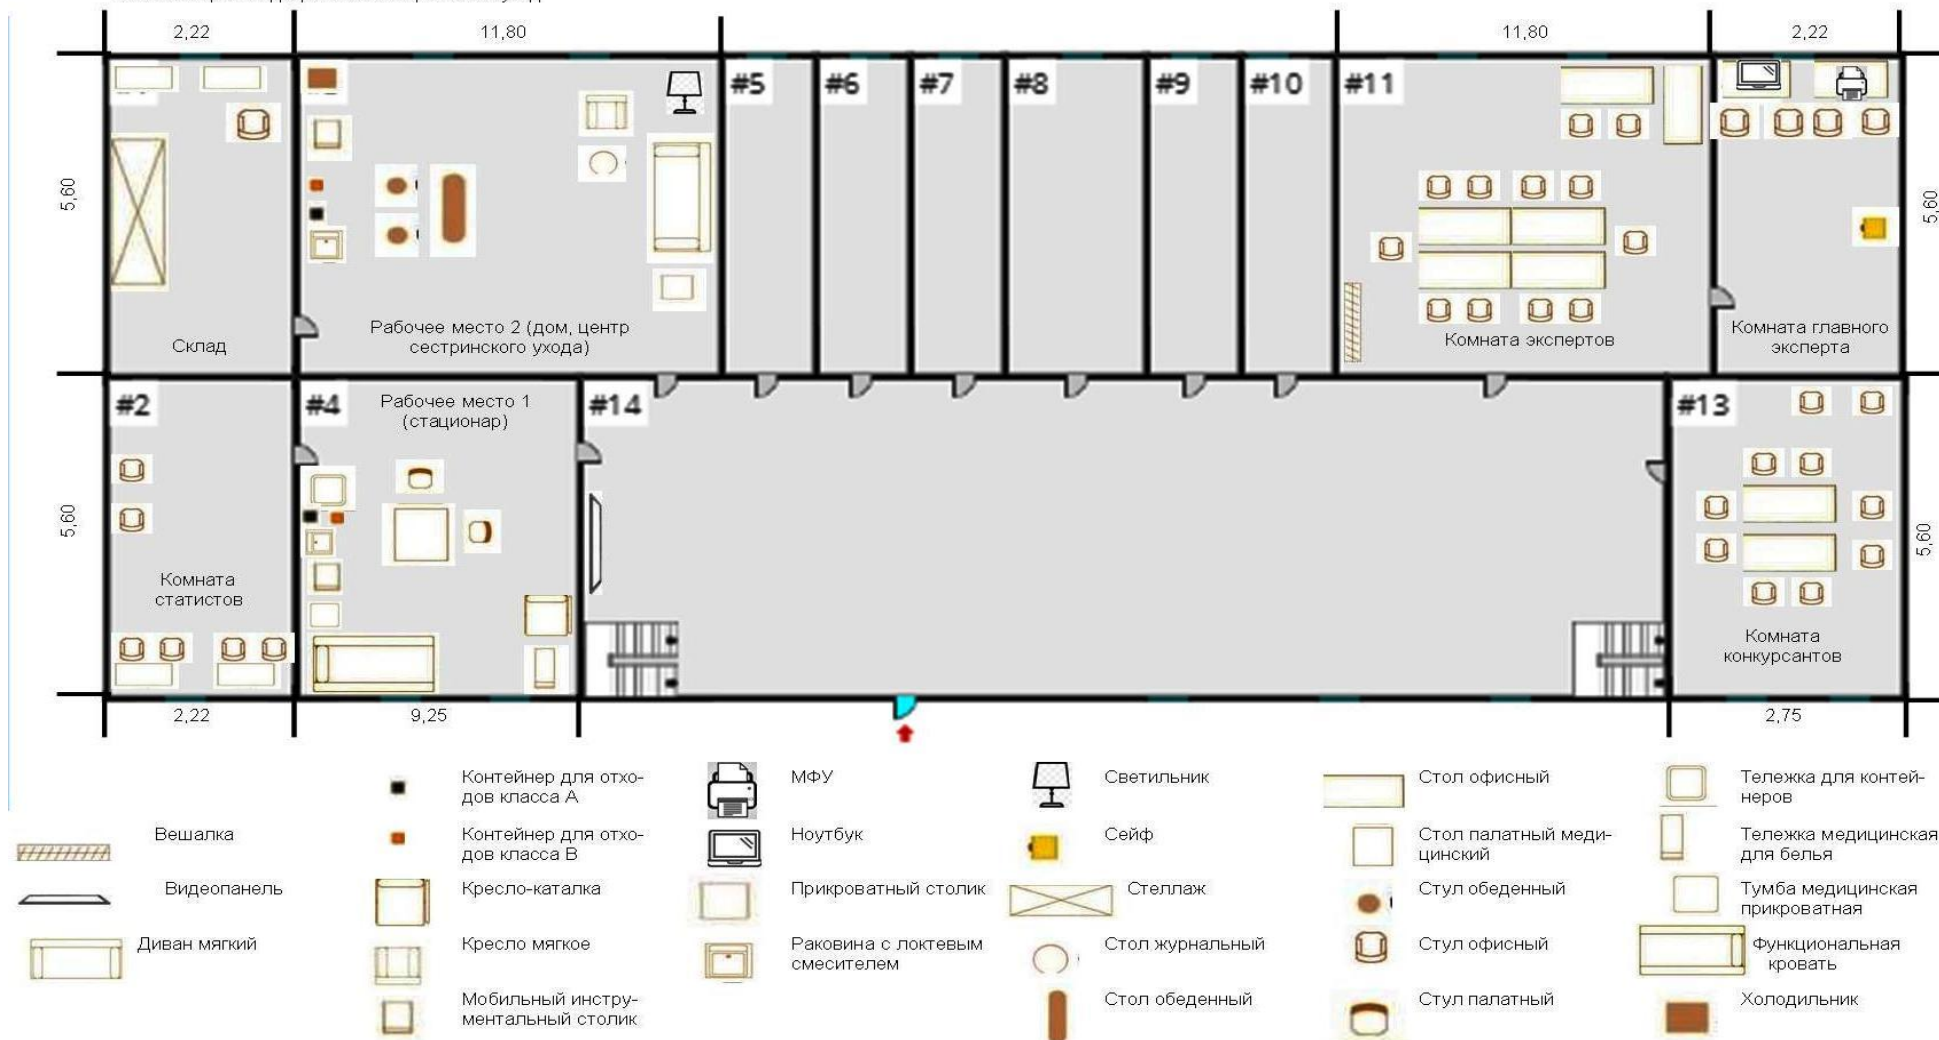 2,22
11,80
11,80
2,22
#5
#6
#7
#8
#9
#10
#11
5,60
5,60
Склад
Рабочее место 2 (дом, центр
сестринского ухода)
Комната экспертов
Комната главного
эксперта
#2
#4
Рабочее место 1
(стационар)
#14
#13
5,60
5,60
Комната
статистов
Комната
конкурсантов
2,22
9,25
2,75
Вешалка
Видеопанель
Диван мягкий
Контейнер для отхо-
дов класса А
Контейнер для отхо-
дов класса В
Кресло-каталка
Кресло мягкое
Мобильный инстру-
ментальный столик
МФУ
Ноутбук
Прикроватный столик
Раковина с локтевым
смесителем
Светильник
Сейф
Стеллаж
Стол журнальный
Стол обеденный
Стол офисный
Стол палатный меди-
цинский
Стул обеденный
Стул офисный
Стул палатный
Тележка для контей-
неров
Тележка медицинская
для белья
Тумба медицинская
прикроватная
Функциональная
кровать
Холодильник